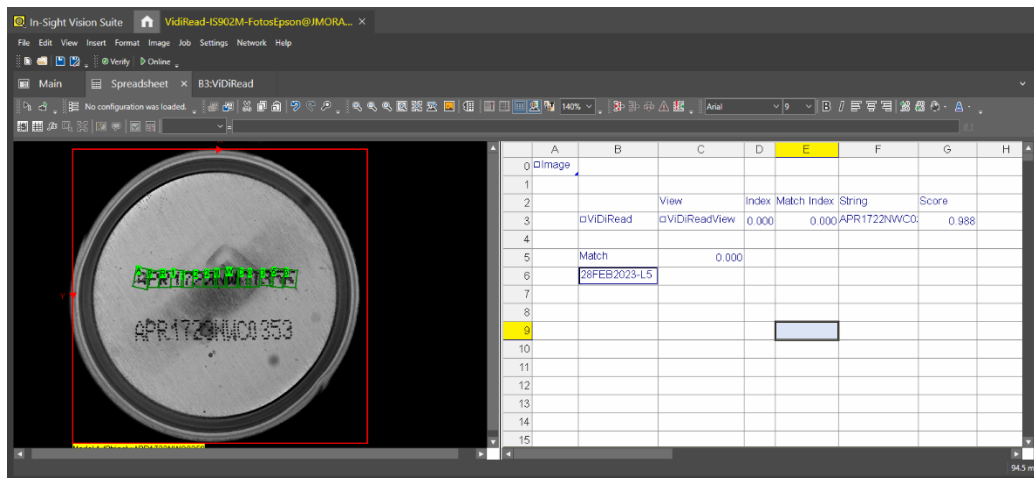 In-Sight Vision Suite
VidiRead-IS902M-FotosEpson@JMORA... ×
File Edit View Insert Format Image Job Settings Network Help
Verify Online
Main Spreadsheet × B3:ViDiRead
No configuration was loaded. 140% Arial 9 B I
=
A B C D E F G H
0 Image
1
2 View Index Match Index String Score
3 ViDiRead ViDiReadView 0.000 0.000 APR1722NWC0 0.988
4
5 Match 0.000
6 28FEB2023-L5
7
8
9
10
11
12
13
14
15
Y
APR1723NWC0353
94.5 m